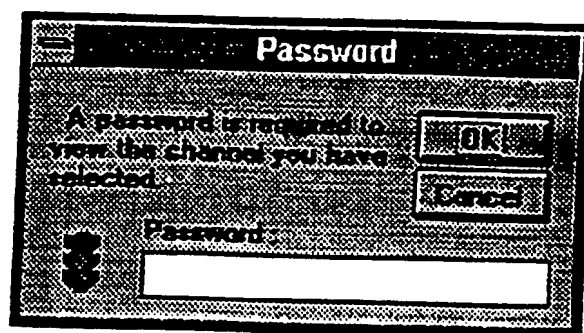 Password
A password is required to
view the channel you have
selected.
OK
Cancel
Password: